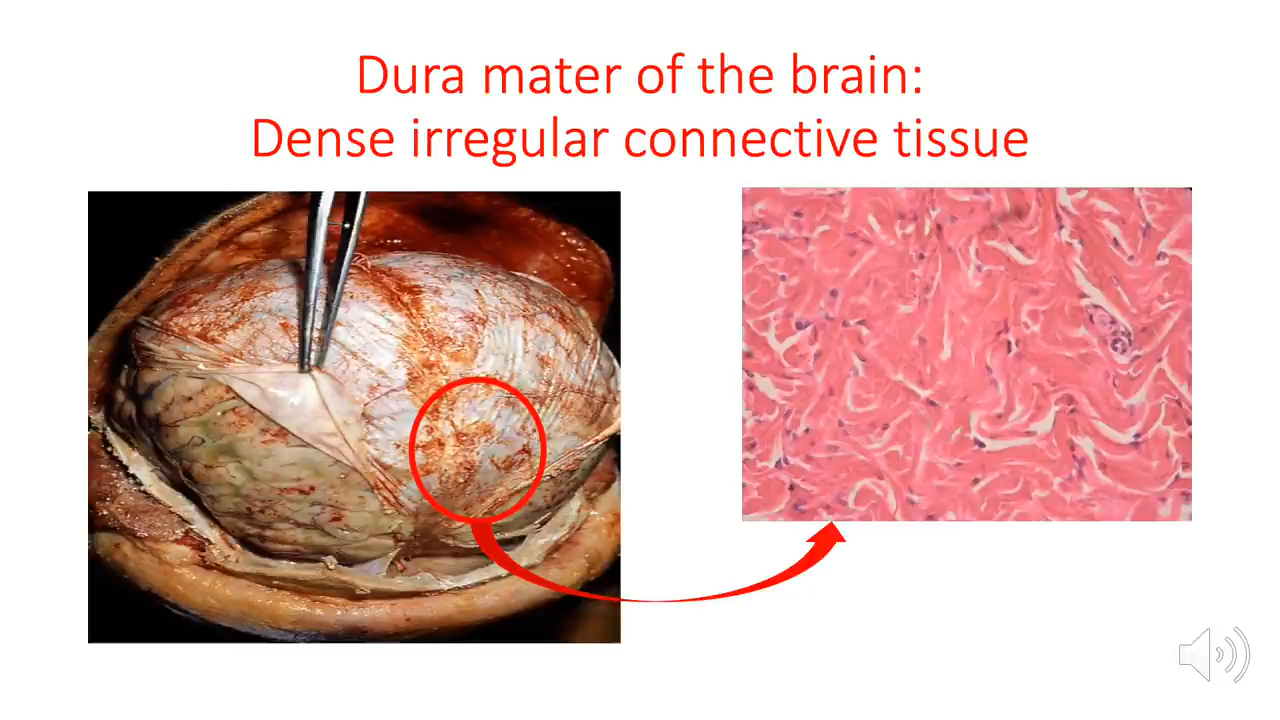 Dura mater of the brain:
Dense irregular connective tissue